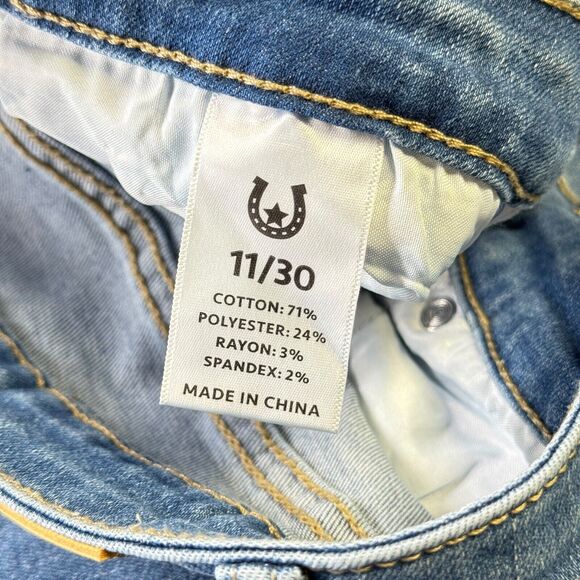 11/30
COTTON: 71%
POLYESTER: 24%
RAYON: 3%
SPANDEX: 2%
MADE IN CHINA